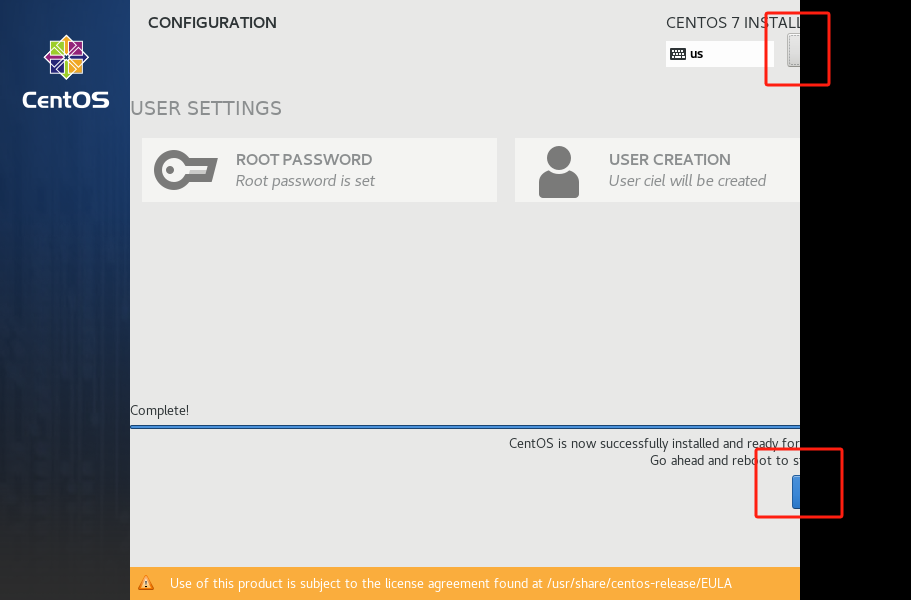 CONFIGURATION
CENTOS 7 INSTALL
us
CentOS
USER SETTINGS
ROOT PASSWORD
Root password is set
USER CREATION
User ciel will be created
Complete!
CentOS is now successfully installed and ready for
Go ahead and reboot to
Use of this product is subject to the license agreement found at /usr/share/centos-release/EULA